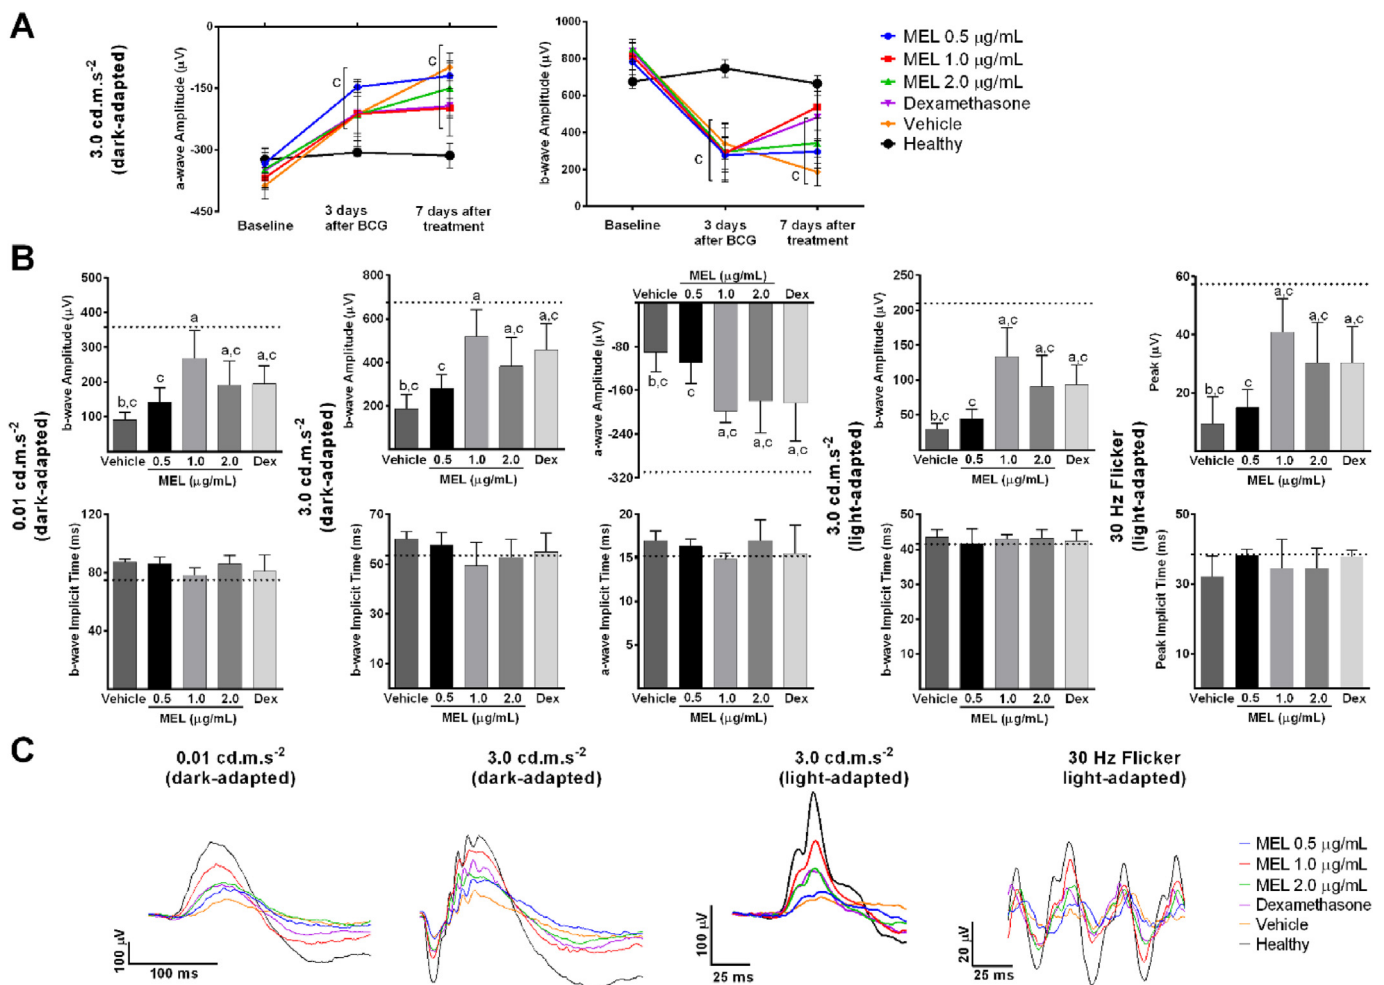 A
3.0 cd.m.s-2
(dark-adapted)
a-wave Amplitude (µV)
0
-150
-300
-450
c
c
Baseline
3 days
after BCG
7 days after
treatment
b-wave Amplitude (µV)
1000
800
600
400
200
0
c
c
Baseline
3 days
after BCG
7 days after
treatment
MEL 0.5 µg/mL
MEL 1.0 µg/mL
MEL 2.0 µg/mL
Dexamethasone
Vehicle
Healthy
B
0.01 cd.m.s-2
(dark-adapted)
b-wave Amplitude (µV)
500
400
300
200
100
b,c
c
a
a,c
a,c
Vehicle 0.5 1.0 2.0 Dex
MEL (µg/mL)
3.0 cd.m.s-2
(dark-adapted)
b-wave Amplitude (µV)
800
600
400
200
b,c
c
a
a,c
a,c
Vehicle 0.5 1.0 2.0 Dex
MEL (µg/mL)
MEL (µg/mL)
Vehicle 0.5 1.0 2.0 Dex
a-wave Amplitude (µV)
-80
-160
-240
-320
b,c
c
a,c
a,c
a,c
3.0 cd.m.s-2
(light-adapted)
b-wave Amplitude (µV)
250
200
150
100
50
b,c
c
a,c
a,c
a,c
Vehicle 0.5 1.0 2.0 Dex
MEL (µg/mL)
30 Hz Flicker
(light-adapted)
Peak (µV)
60
40
20
b,c
c
a,c
a,c
a,c
Vehicle 0.5 1.0 2.0 Dex
MEL (µg/mL)
b-wave Implicit Time (ms)
120
80
40
Vehicle 0.5 1.0 2.0 Dex
MEL (µg/mL)
b-wave Implicit Time (ms)
70
50
30
10
Vehicle 0.5 1.0 2.0 Dex
MEL (µg/mL)
a-wave Implicit Time (ms)
20
15
10
5
Vehicle 0.5 1.0 2.0 Dex
MEL (µg/mL)
b-wave Implicit Time (ms)
50
40
30
20
10
Vehicle 0.5 1.0 2.0 Dex
MEL (µg/mL)
Peak Implicit Time (ms)
50
30
10
Vehicle 0.5 1.0 2.0 Dex
MEL (µg/mL)
C
0.01 cd.m.s-2
(dark-adapted)
100 µV
100 ms
3.0 cd.m.s-2
(dark-adapted)
3.0 cd.m.s-2
(light-adapted)
100 µV
25 ms
30 Hz Flicker
light-adapted)
20 µV
25 ms
MEL 0.5 µg/mL
MEL 1.0 µg/mL
MEL 2.0 µg/mL
Dexamethasone
Vehicle
Healthy